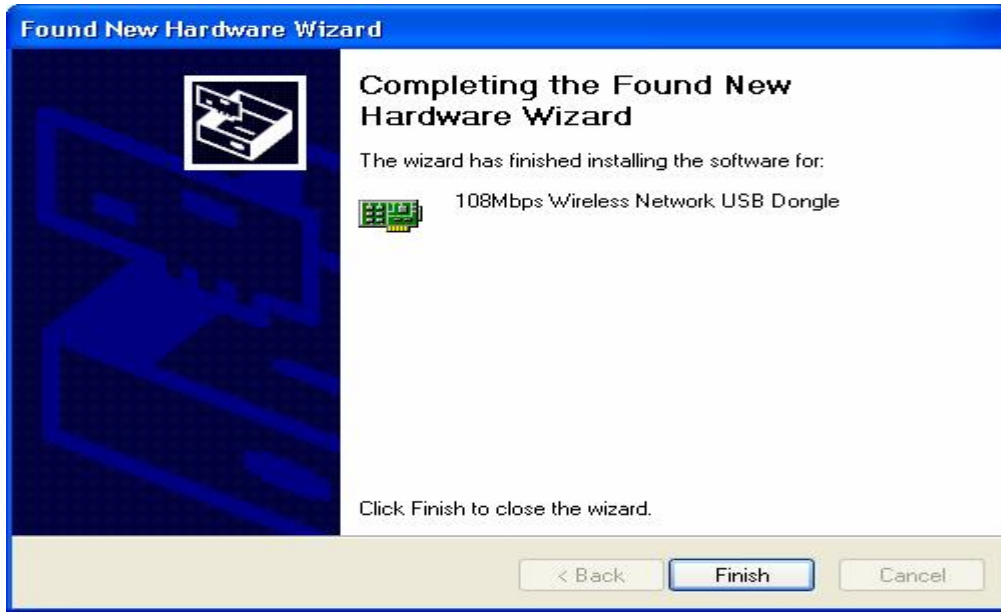 Found New Hardware Wizard
Completing the Found New
Hardware Wizard
The wizard has finished installing the software for:
108Mbps Wireless Network USB Dongle
Click Finish to close the wizard.
< Back
Finish
Cancel